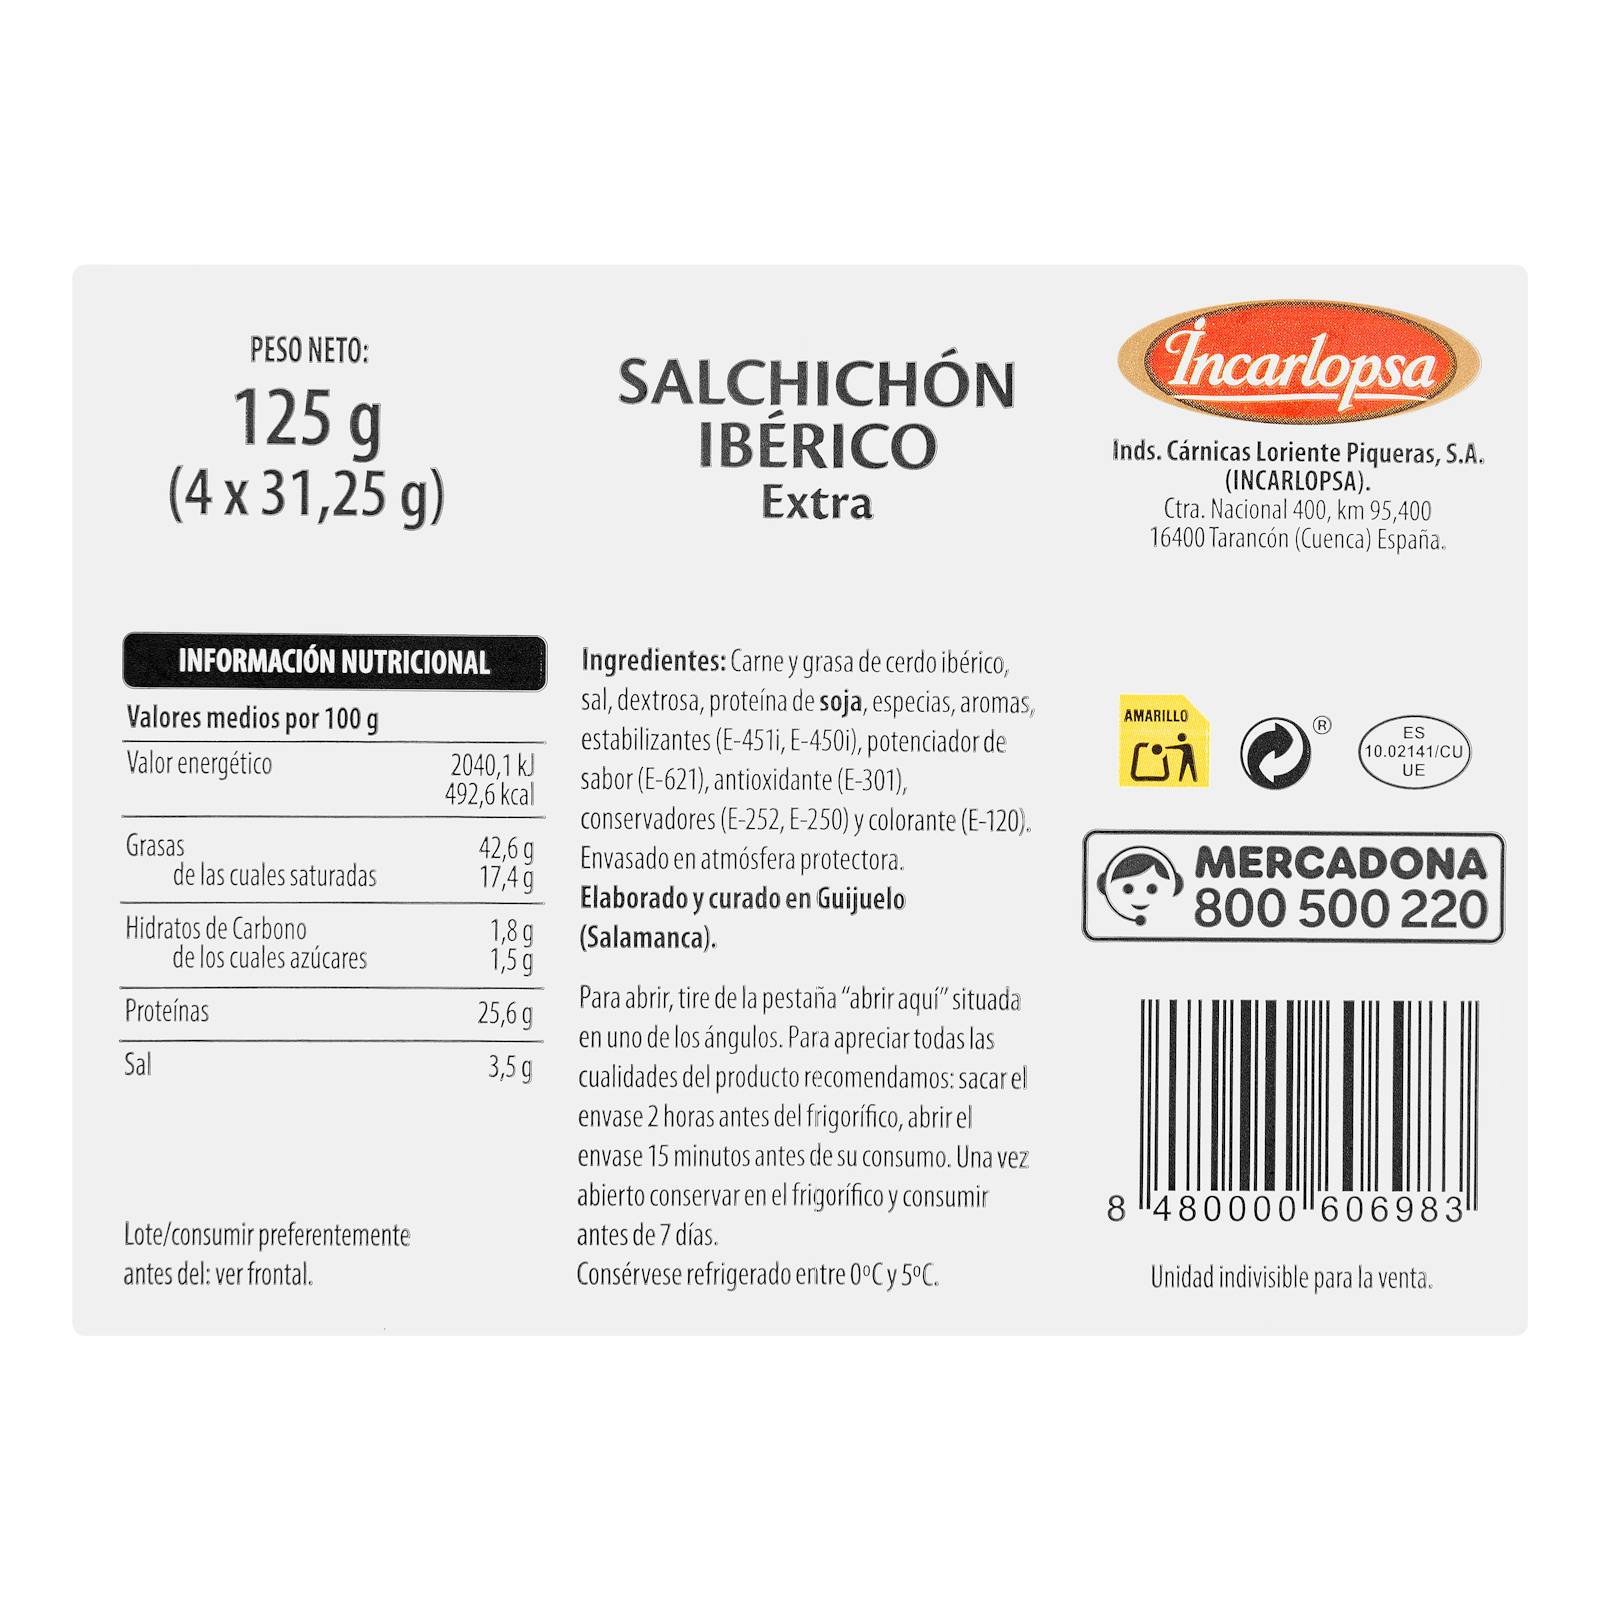 PESO NETO:
125 g
(4 x 31,25 g)
SALCHICHÓN
IBÉRICO
Extra
Incarlopsa
Inds. Cárnicas Loriente Piqueras, S.A.
(INCARLOPSA).
Ctra. Nacional 400, km 95,400
16400 Tarancón (Cuenca) España.
INFORMACIÓN NUTRICIONAL
Valores medios por 100 g
Valor energético 2040,1 kJ
492,6 kcal
Grasas 42,6 g
de las cuales saturadas 17,4 g
Hidratos de Carbono 1,8 g
de los cuales azúcares 1,5 g
Proteínas 25,6 g
Sal 3,5 g
Lote/consumir preferentemente
antes del: ver frontal.
Ingredientes: Carne y grasa de cerdo ibérico,
sal, dextrosa, proteína de soja, especias, aromas,
estabilizantes (E-451i, E-450i), potenciador de
sabor (E-621), antioxidante (E-301),
conservadores (E-252, E-250) y colorante (E-120).
Envasado en atmósfera protectora.
Elaborado y curado en Guijuelo
(Salamanca).
Para abrir, tire de la pestaña “abrir aquí” situada
en uno de los ángulos. Para apreciar todas las
cualidades del producto recomendamos: sacar el
envase 2 horas antes del frigorífico, abrir el
envase 15 minutos antes de su consumo. Una vez
abierto conservar en el frigorífico y consumir
antes de 7 días.
Consérvese refrigerado entre 0ºC y 5ºC.
AMARILLO
®
ES
10.02141/CU
UE
MERCADONA
800 500 220
8 480000 606983
Unidad indivisible para la venta.